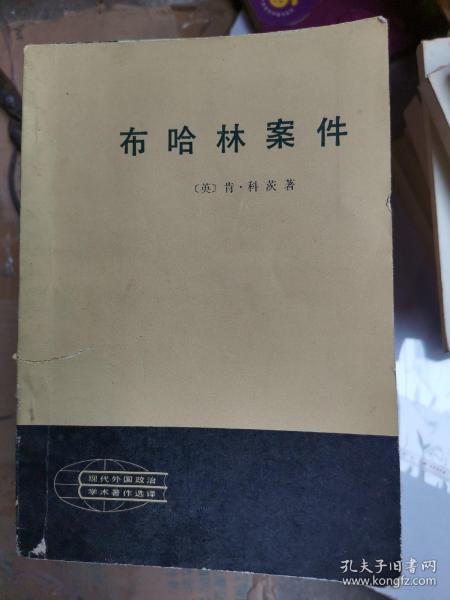 布哈林案件
〔英〕肯·科茨著
现代外国政治
学术著作选译
孔夫子旧书网
www.kongfz.com